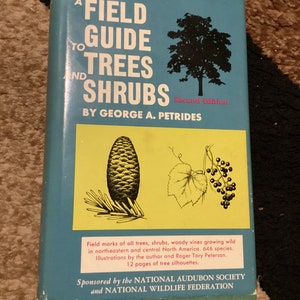 A
FIELD
GUIDE
TO
TREES
AND
SHRUBS
Second Edition
BY GEORGE A. PETRIDES
Field marks of all trees, shrubs, woody vines growing wild
in northeastern and central North America. 646 species.
Illustrations by the author and Roger Tory Peterson.
12 pages of tree silhouettes.
Sponsored by the NATIONAL AUDUBON SOCIETY
and NATIONAL WILDLIFE FEDERATION